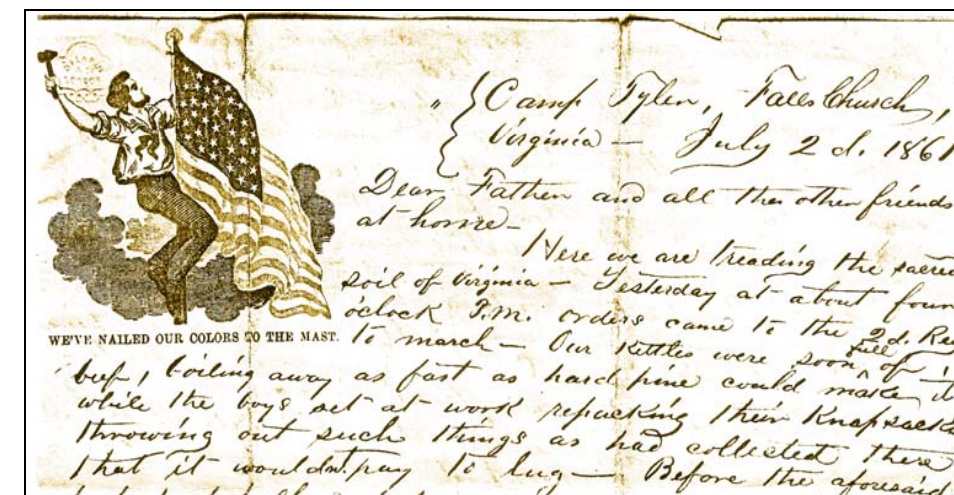 " { Camp Tyler, Falls Church,
Virginia — July 2d. 1861
Dear Father and all the other friends
at home —
Here we are treading the sacred
soil of Virginia — Yesterday at about four
o'clock P.M. orders came to the 2d. Reg
to march — Our kettles were soon full of
beef, boiling away as fast as hard pine could make it
while the boys set at work repacking their knapsacks
throwing out such things as had collected there
that it wouldn't pay to lug — Before the aforesaid
WE'VE NAILED OUR COLORS TO THE MAST.